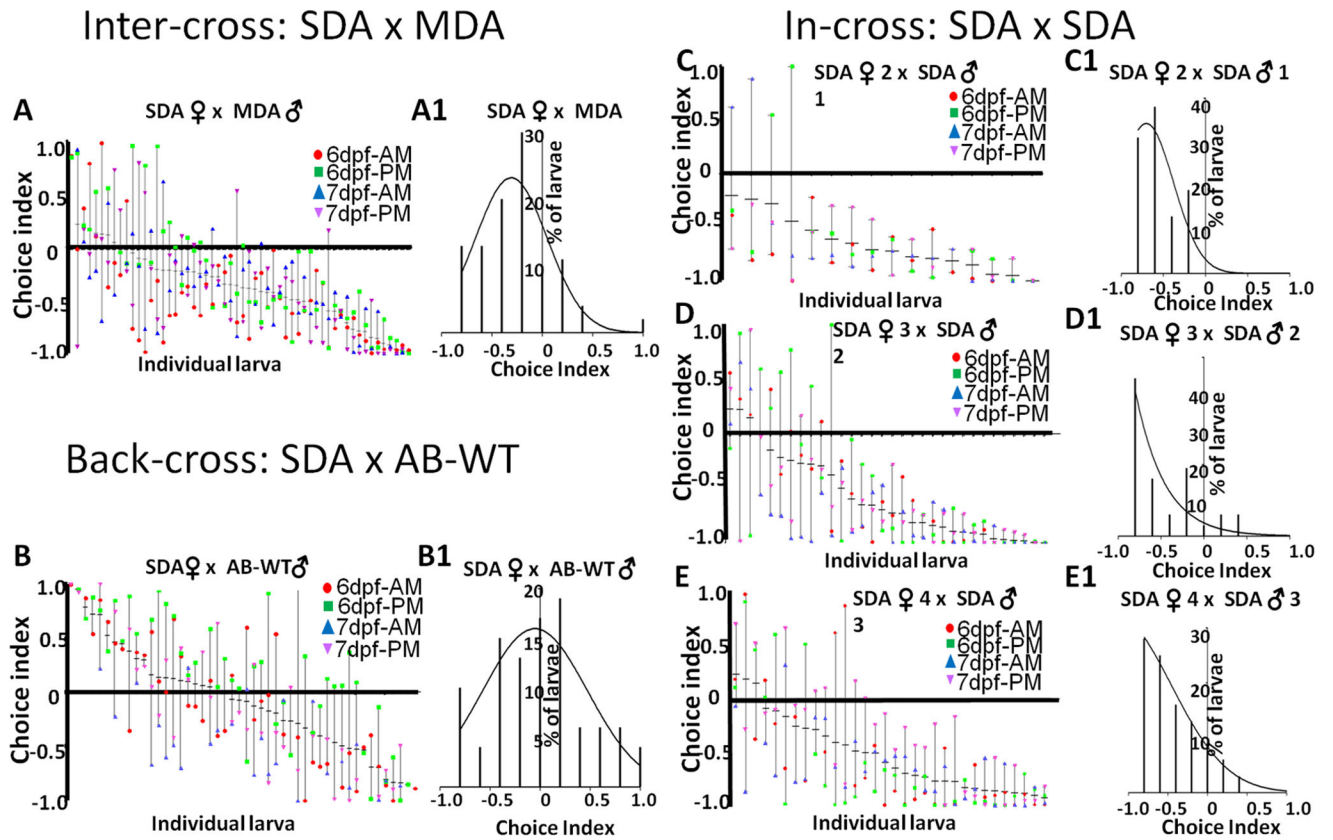 Inter-cross: SDA x MDA
In-cross: SDA x SDA
A
SDA ♀ x MDA ♂
Choice index
1.0
0.5
0
-0.5
-1.0
6dpf-AM
6dpf-PM
7dpf-AM
7dpf-PM
Individual larva
A1
SDA ♀ x MDA
30
20
10
% of larvae
-1.0 -0.5 0 0.5 1.0
Choice Index
Back-cross: SDA x AB-WT
B
SDA♀ x AB-WT♂
Choice index
1.0
0.5
0
-0.5
-1.0
6dpf-AM
6dpf-PM
7dpf-AM
7dpf-PM
Individual larva
B1
SDA ♀ x AB-WT ♂
20
15
10
5
% of larvae
-1.0 -0.5 0 0.5 1.0
Choice Index
C
SDA ♀ 2 x SDA ♂
1
Choice index
1.0
0.5
0
-0.5
-1.0
6dpf-AM
6dpf-PM
7dpf-AM
7dpf-PM
Individual larva
C1
SDA ♀ 2 x SDA ♂ 1
40
30
20
10
% of larvae
-1.0 -0.5 0 0.5 1.0
Choice Index
D
SDA ♀ 3 x SDA ♂
2
Choice index
1.0
0.5
0
-0.5
-1.0
6dpf-AM
6dpf-PM
7dpf-AM
7dpf-PM
Individual larva
D1
SDA ♀ 3 x SDA ♂ 2
40
30
20
10
% of larvae
-1.0 -0.5 0 0.5 1.0
Choice Index
E
SDA ♀ 4 x SDA ♂
3
Choice index
1.0
0.5
0
-0.5
-1.0
6dpf-AM
6dpf-PM
7dpf-AM
7dpf-PM
Individual larva
E1
SDA ♀ 4 x SDA ♂ 3
30
20
10
% of larvae
-1.0 -0.5 0 0.5 1.0
Choice Index